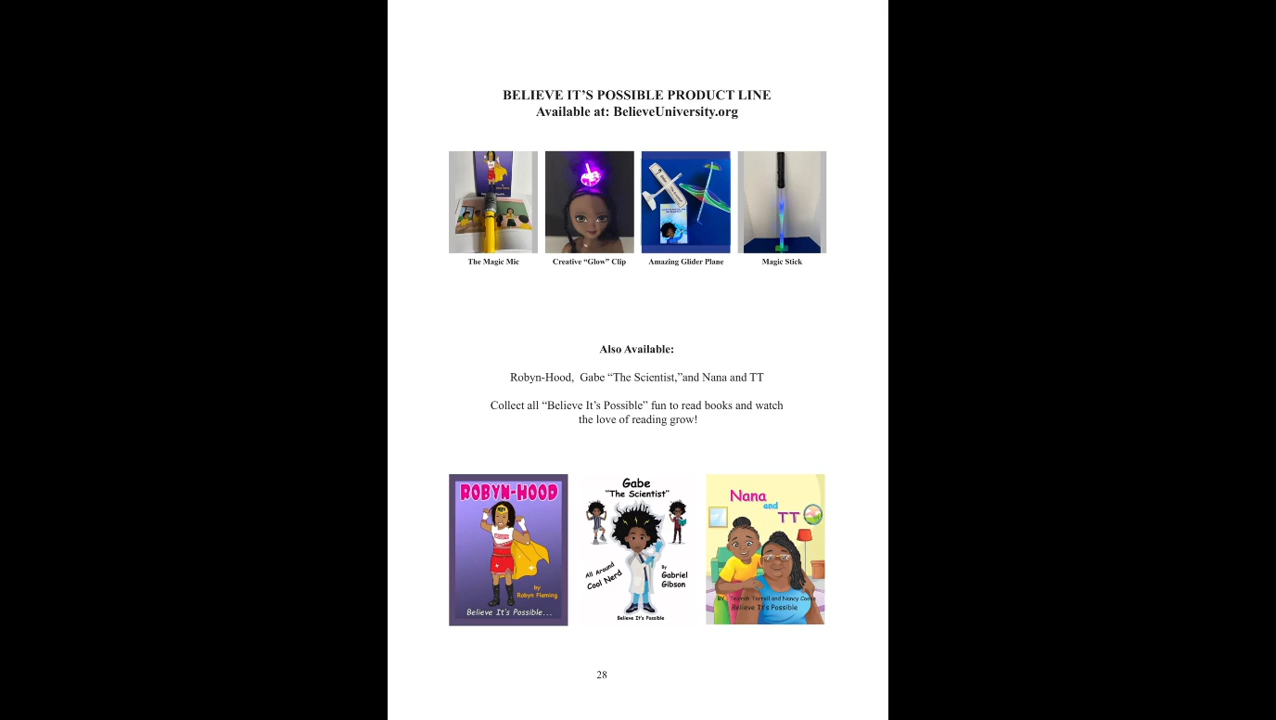 BELIEVE IT'S POSSIBLE PRODUCT LINE
Available at: BelieveUniversity.org
The Magic Mic
Creative “Glow” Clip
Amazing Glider Plane
Magic Stick
Also Available:
Robyn-Hood,  Gabe “The Scientist,”and Nana and TT
Collect all “Believe It’s Possible” fun to read books and watch
the love of reading grow!
ROBYN-HOOD
by
Robyn Fleming
Believe It's Possible...
Gabe
"The Scientist"
All Around
Cool Nerd
By
Gabriel
Gibson
Believe It's Possible
Nana
and
TT
and Nancy
Believe It's Possible
28